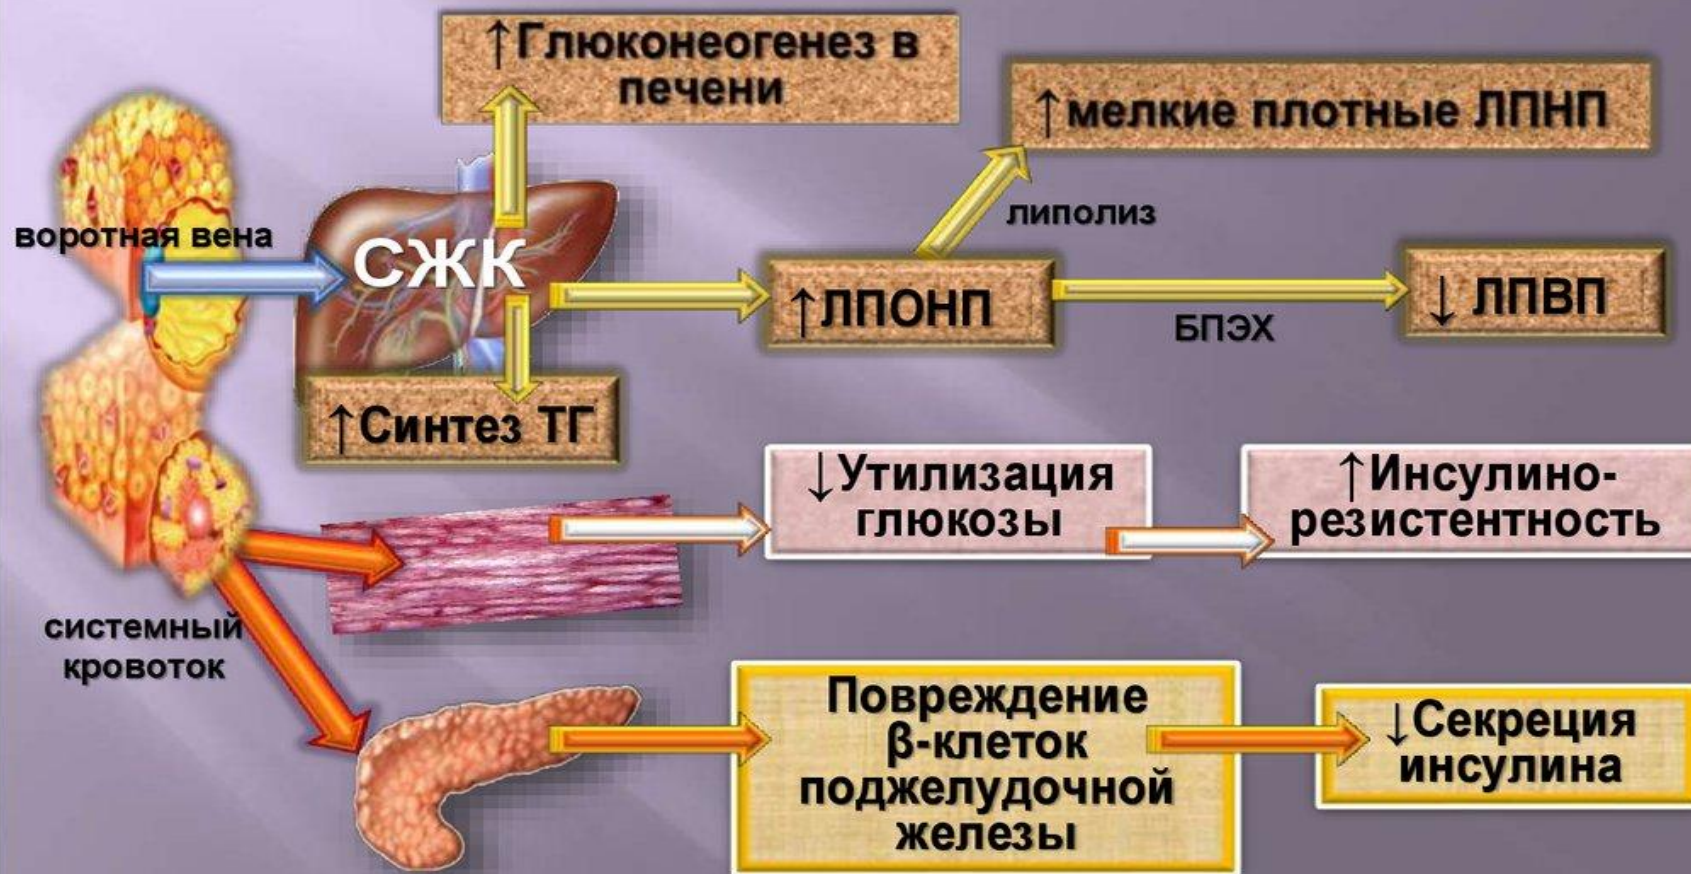 ↑Глюконеогенез в
печени
↑мелкие плотные ЛПНП
воротная вена
СЖК
липолиз
↑ЛПОНП
БПЭХ
↓ ЛПВП
↑Синтез ТГ
↓Утилизация
глюкозы
↑Инсулино-
резистентность
системный
кровоток
Повреждение
β-клеток
поджелудочной
железы
↓Секреция
инсулина